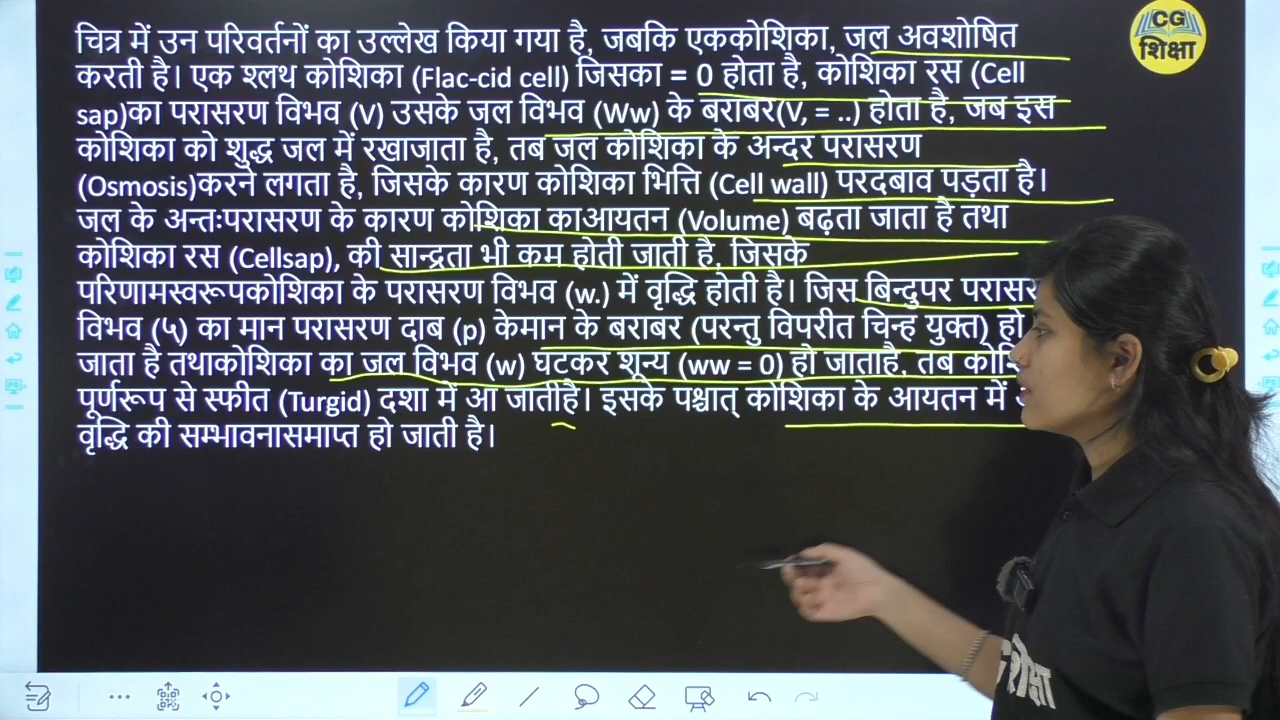 चित्र में उन परिवर्तनों का उल्लेख किया गया है, जबकि एककोशिका, जल अवशोषित
करती है। एक श्लथ कोशिका (Flac-cid cell) जिसका = 0 होता है, कोशिका रस (Cell
sap)का परासरण विभव (V) उसके जल विभव (Ww) के बराबर(V, = ..) होता है, जब इस
कोशिका को शुद्ध जल में रखाजाता है, तब जल कोशिका के अन्दर परासरण
(Osmosis)करने लगता है, जिसके कारण कोशिका भित्ति (Cell wall) परदबाव पड़ता है।
जल के अन्तःपरासरण के कारण कोशिका काआयतन (Volume) बढ़ता जाता है तथा
कोशिका रस (Cellsap), की सान्द्रता भी कम होती जाती है, जिसके
परिणामस्वरूपकोशिका के परासरण विभव (w.) में वृद्धि होती है। जिस बिन्दुपर
विभव (५) का मान परासरण दाब (p) केमान के बराबर (परन्तु विपरीत चिन्ह युक्त) हो
जाता है तथाकोशिका का जल विभव (w) घटकर शून्य (ww = 0) हो जाताहै, तब
पूर्णरूप से स्फीत (Turgid) दशा में आ जातीहै। इसके पश्चात् कोशिका के आयतन में
वृद्धि की सम्भावनासमाप्त हो जाती है।
CG
शिक्षा